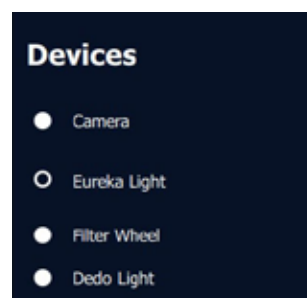 Devices
Camera
Eureka Light
Filter Wheel
Dedo Light